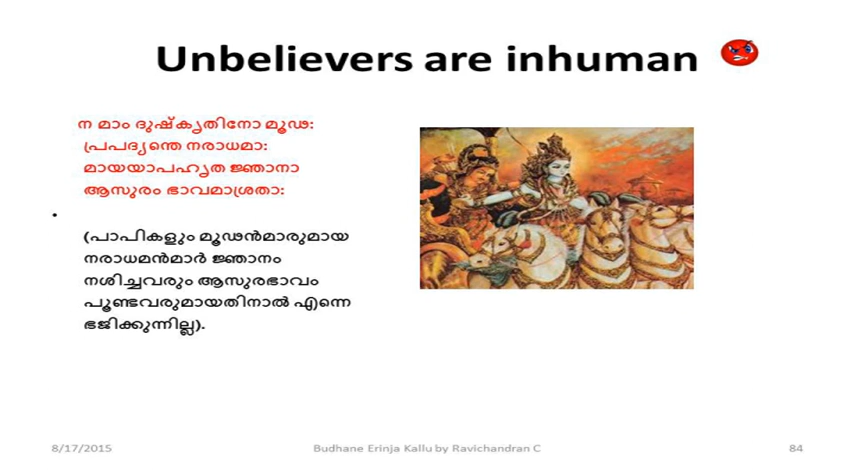 Unbelievers are inhuman
ന മാം ദുഷ്കൃതിനോ മൂഢ:
പ്രപദ്യന്തെ നരാധമാ:
മായയാപഹൃത ജ്ഞാനാ
ആസുരം ഭാവമാശ്രതാ:
(പാപികളും മൂഢൻമാരുമായ
നരാധമൻമാർ ജ്ഞാനം
നശിച്ചവരും ആസുരഭാവം
പൂണ്ടവരുമായതിനാൽ എന്നെ
ഭജിക്കുന്നില്ല).
8/17/2015
Budhane Erinja Kallu by Ravichandran C
84